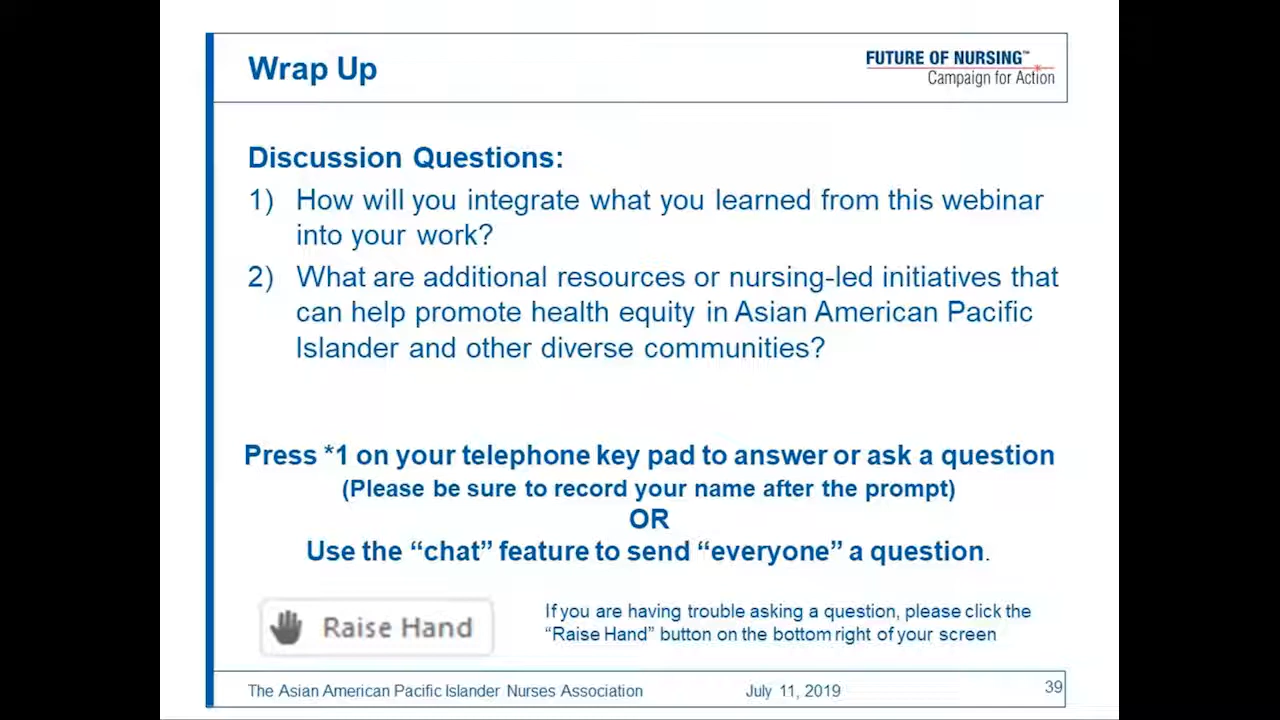 Wrap Up
FUTURE OF NURSING™
Campaign for Action
Discussion Questions:
1) How will you integrate what you learned from this webinar
into your work?
2) What are additional resources or nursing-led initiatives that
can help promote health equity in Asian American Pacific
Islander and other diverse communities?
Press *1 on your telephone key pad to answer or ask a question
(Please be sure to record your name after the prompt)
OR
Use the “chat” feature to send “everyone” a question.
Raise Hand
If you are having trouble asking a question, please click the
“Raise Hand” button on the bottom right of your screen
The Asian American Pacific Islander Nurses Association
July 11, 2019
39